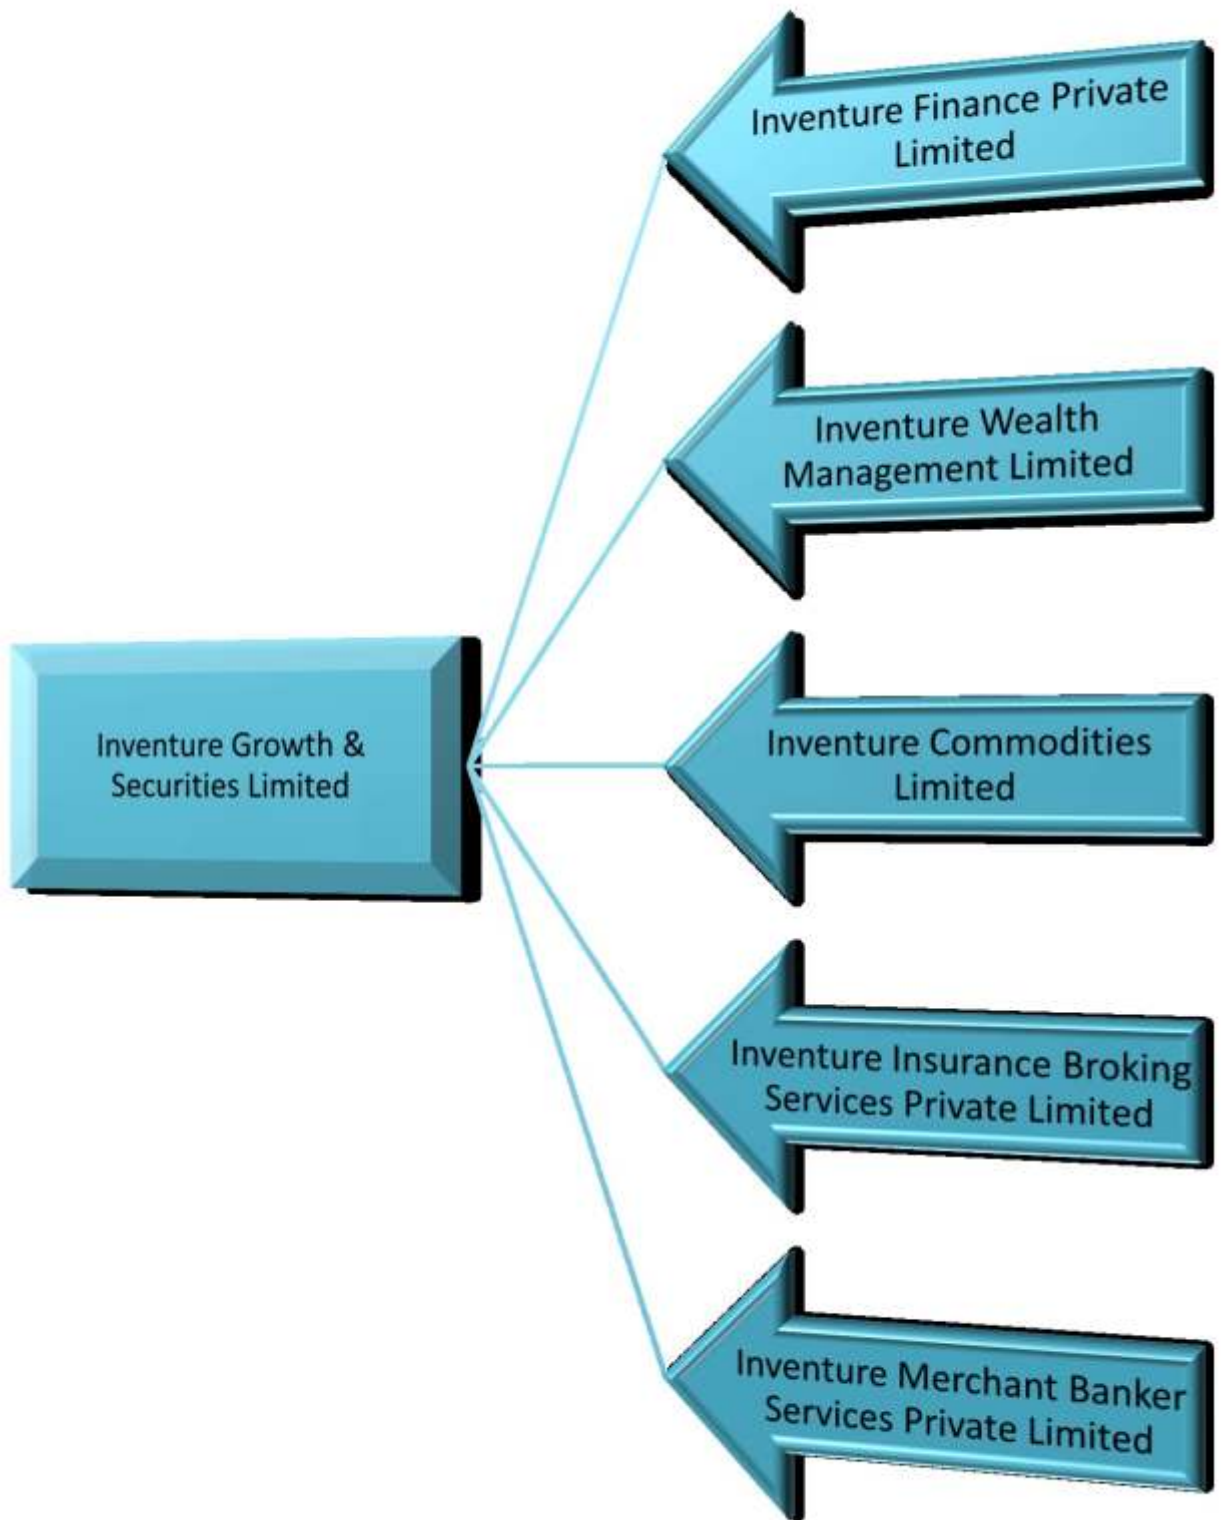 Inventure Finance Private
Limited
Inventure Wealth
Management Limited
Inventure Growth &
Securities Limited
Inventure Commodities
Limited
Inventure Insurance Broking
Services Private Limited
Inventure Merchant Banker
Services Private Limited